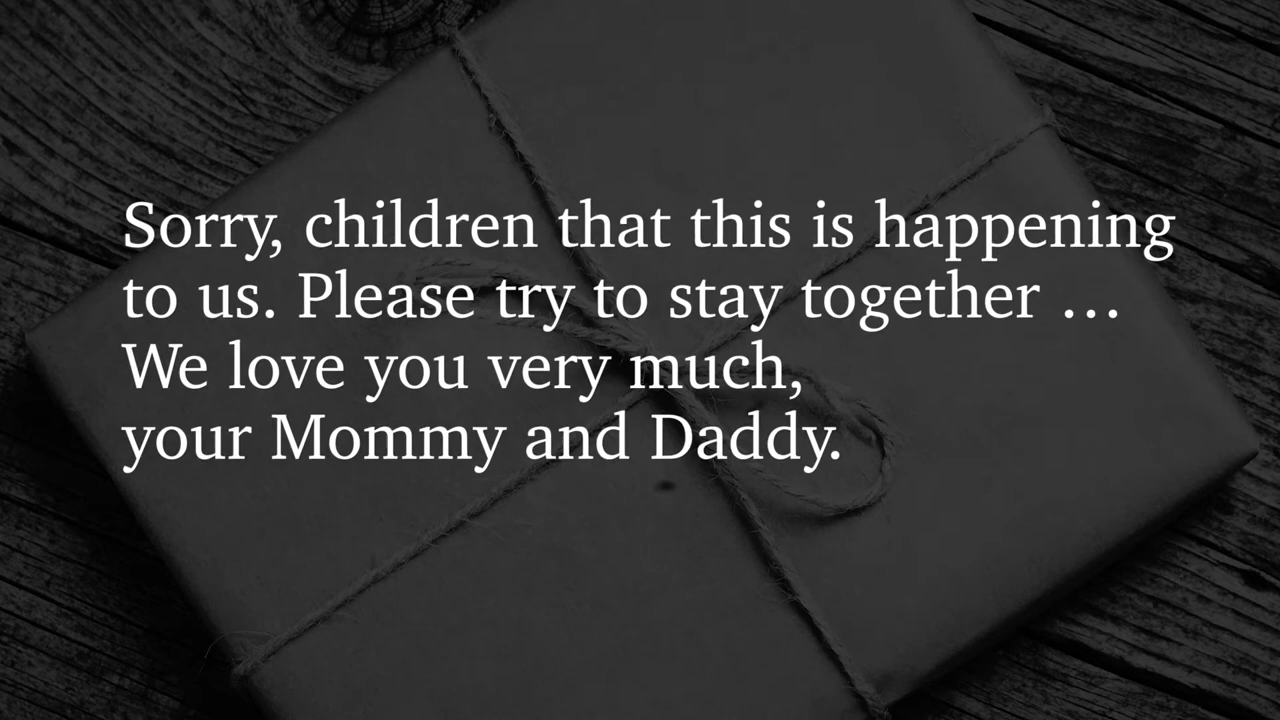 Sorry, children that this is happening
to us. Please try to stay together …
We love you very much,
your Mommy and Daddy.